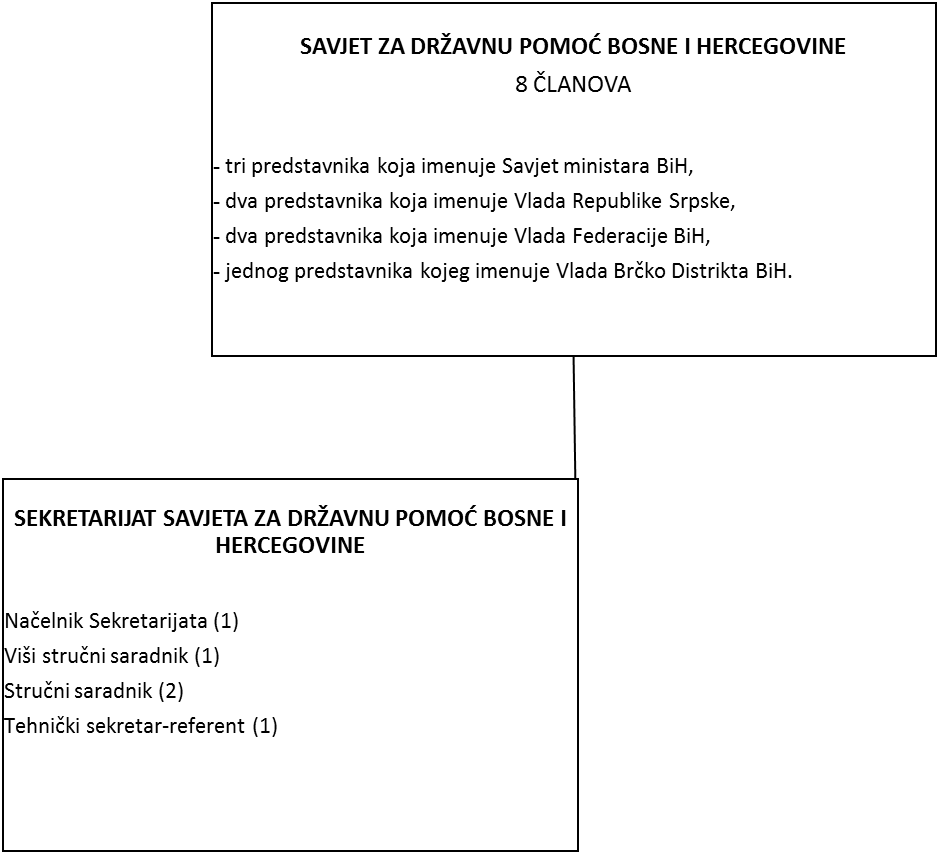 SAVJET ZA DRŽAVNU POMOĆ BOSNE I HERCEGOVINE
8 ČLANOVA
- tri predstavnika koja imenuje Savjet ministara BiH,
- dva predstavnika koja imenuje Vlada Republike Srpske,
- dva predstavnika koja imenuje Vlada Federacije BiH,
- jednog predstavnika kojeg imenuje Vlada Brčko Distrikta BiH.
SEKRETARIJAT SAVJETA ZA DRŽAVNU POMOĆ BOSNE I
HERCEGOVINE
Načelnik Sekretarijata (1)
Viši stručni saradnik (1)
Stručni saradnik (2)
Tehnički sekretar-referent (1)